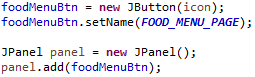 foodMenuBtn = new JButton(icon);
foodMenuBtn.setName(FOOD_MENU_PAGE);
JPanel panel = new JPanel();
panel.add(foodMenuBtn);